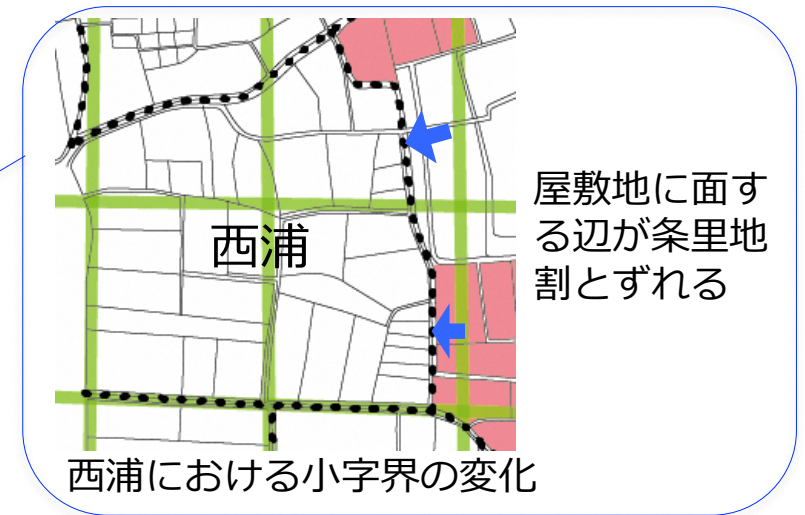 西浦
屋敷地に面す
る辺が条里地
割とずれる
西浦における小字界の変化